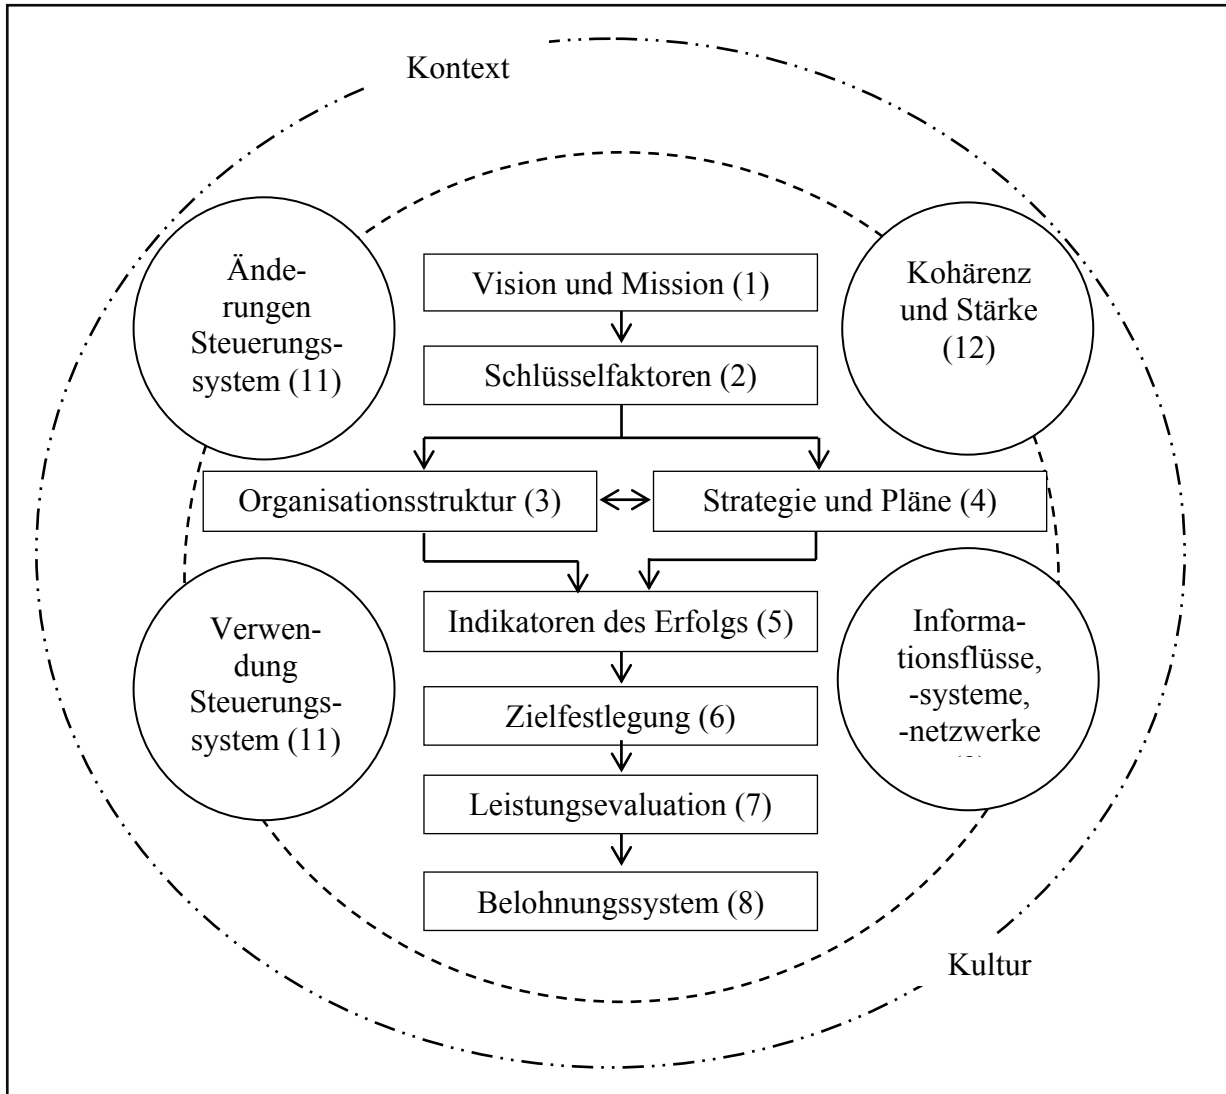 Kontext
Ände-
rungen
Steuerungs-
system (11)
Vision und Mission (1)
Kohärenz
und Stärke
(12)
Schlüsselfaktoren (2)
Organisationsstruktur (3)
Strategie und Pläne (4)
Verwen-
dung
Steuerungs-
system (11)
Indikatoren des Erfolgs (5)
Informa-
tionsflüsse,
-systeme,
-netzwerke
Zielfestlegung (6)
Leistungsevaluation (7)
Belohnungssystem (8)
Kultur